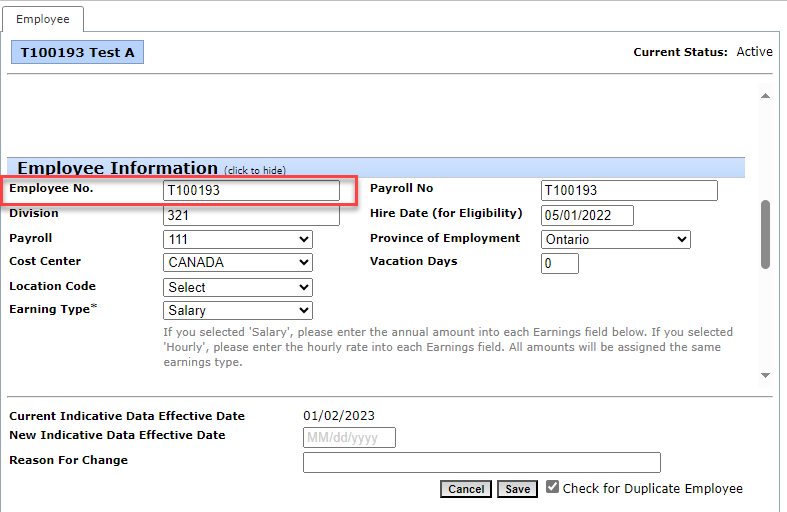 Employee
T100193 Test A
Current Status: Active
Employee Information (click to hide)
Employee No. T100193 Payroll No T100193
Division 321 Hire Date (for Eligibility) 05/01/2022
Payroll 111 Province of Employment Ontario
Cost Center CANADA Vacation Days 0
Location Code Select
Earning Type* Salary
If you selected 'Salary', please enter the annual amount into each Earnings field below. If you selected
'Hourly', please enter the hourly rate into each Earnings field. All amounts will be assigned the same
earnings type.
Current Indicative Data Effective Date 01/02/2023
New Indicative Data Effective Date MM/dd/yyyy
Reason For Change
Cancel Save Check for Duplicate Employee